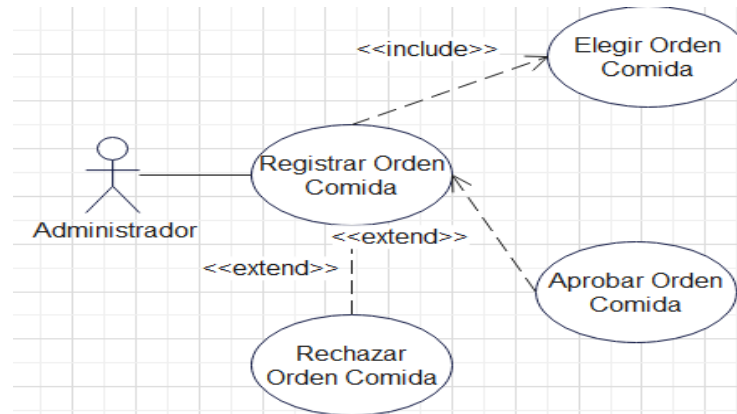 <<include>>
Elegir Orden
Comida
Registrar Orden
Comida
Administrador
<<extend>>
<<extend>>
Aprobar Orden
Comida
Rechazar
Orden Comida